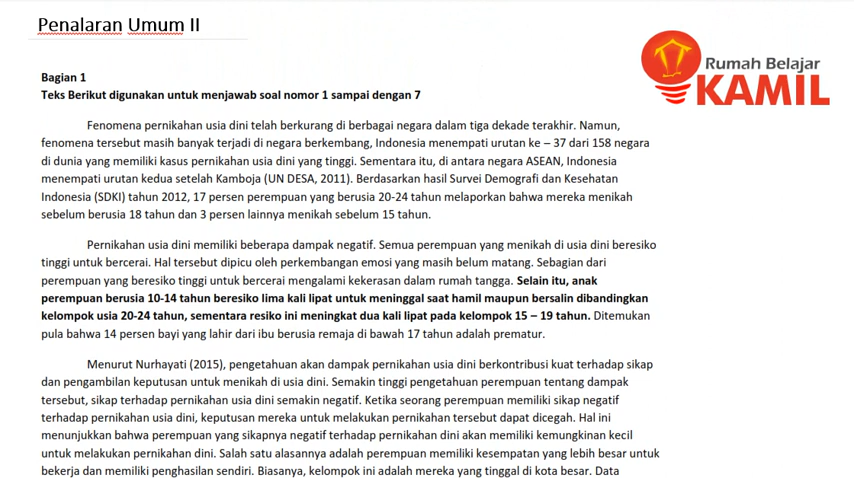 Penalaran Umum II
Rumah Belajar
KAMIL
Bagian 1
Teks Berikut digunakan untuk menjawab soal nomor 1 sampai dengan 7
Fenomena pernikahan usia dini telah berkurang di berbagai negara dalam tiga dekade terakhir. Namun,
fenomena tersebut masih banyak terjadi di negara berkembang, Indonesia menempati urutan ke – 37 dari 158 negara
di dunia yang memiliki kasus pernikahan usia dini yang tinggi. Sementara itu, di antara negara ASEAN, Indonesia
menempati urutan kedua setelah Kamboja (UN DESA, 2011). Berdasarkan hasil Survei Demografi dan Kesehatan
Indonesia (SDKI) tahun 2012, 17 persen perempuan yang berusia 20-24 tahun melaporkan bahwa mereka menikah
sebelum berusia 18 tahun dan 3 persen lainnya menikah sebelum 15 tahun.
Pernikahan usia dini memiliki beberapa dampak negatif. Semua perempuan yang menikah di usia dini beresiko
tinggi untuk bercerai. Hal tersebut dipicu oleh perkembangan emosi yang masih belum matang. Sebagian dari
perempuan yang beresiko tinggi untuk bercerai mengalami kekerasan dalam rumah tangga. Selain itu, anak
perempuan berusia 10-14 tahun beresiko lima kali lipat untuk meninggal saat hamil maupun bersalin dibandingkan
kelompok usia 20-24 tahun, sementara resiko ini meningkat dua kali lipat pada kelompok 15 – 19 tahun. Ditemukan
pula bahwa 14 persen bayi yang lahir dari ibu berusia remaja di bawah 17 tahun adalah prematur.
Menurut Nurhayati (2015), pengetahuan akan dampak pernikahan usia dini berkontribusi kuat terhadap sikap
dan pengambilan keputusan untuk menikah di usia dini. Semakin tinggi pengetahuan perempuan tentang dampak
tersebut, sikap terhadap pernikahan usia dini semakin negatif. Ketika seorang perempuan memiliki sikap negatif
terhadap pernikahan usia dini, keputusan mereka untuk melakukan pernikahan tersebut dapat dicegah. Hal ini
menunjukkan bahwa perempuan yang sikapnya negatif terhadap pernikahan dini akan memiliki kemungkinan kecil
untuk melakukan pernikahan dini. Salah satu alasannya adalah perempuan memiliki kesempatan yang lebih besar untuk
bekerja dan memiliki penghasilan sendiri. Biasanya, kelompok ini adalah mereka yang tinggal di kota besar. Data